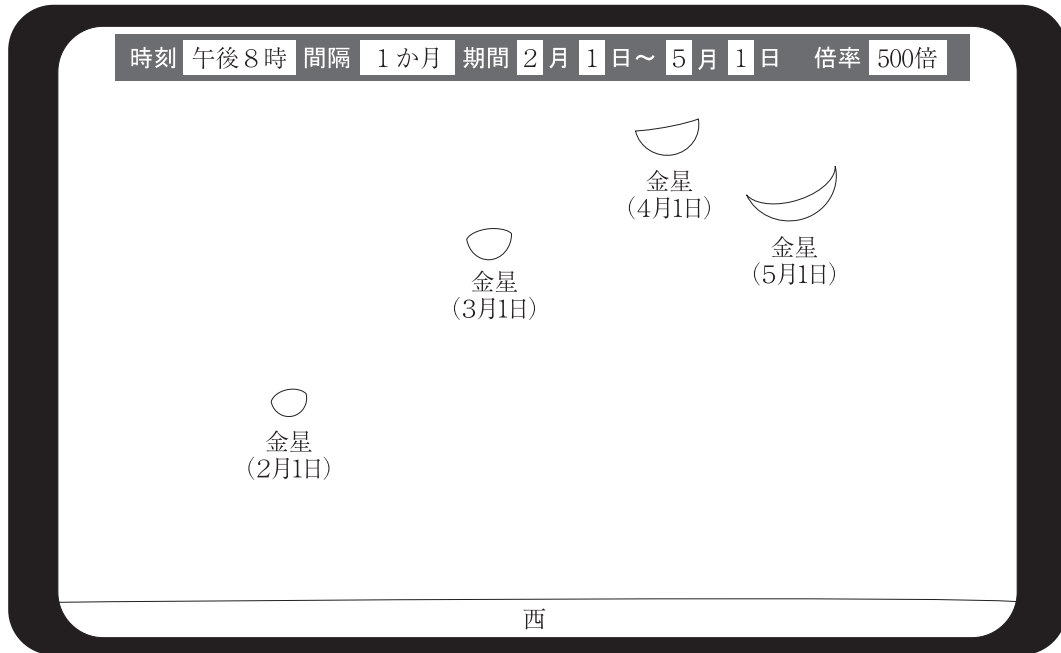 時刻 午後8時 間隔 1か月 期間 2月1日～5月1日 倍率 500倍
金星
(4月1日)
金星
(5月1日)
金星
(3月1日)
金星
(2月1日)
西